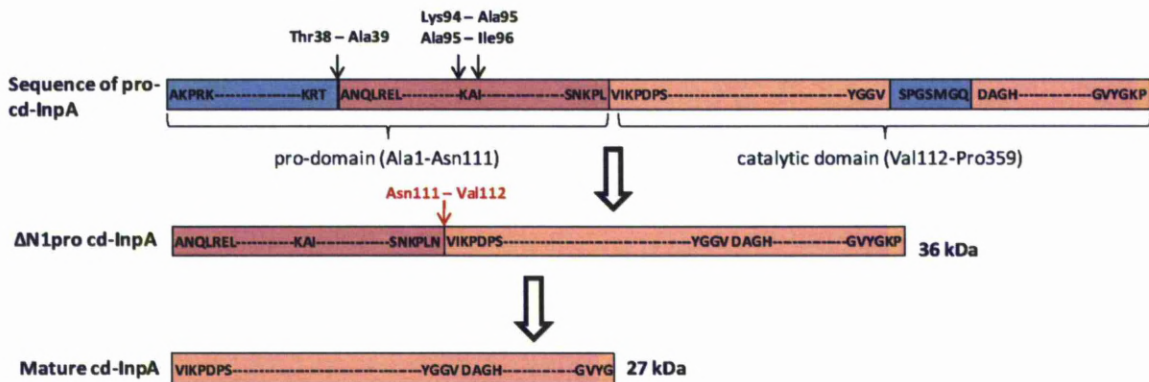 Lys94 – Ala95
Thr38 – Ala39 Ala95 – Ile96
Sequence of pro-cd-InpA
AKPRK----------------KRT ANQLREL----------KAI----------------SNKPL VIKPDPS--------------------------------YGGV SPGSMGQ DAGH----------------GVYGKP
pro-domain (Ala1-Asn111) catalytic domain (Val112-Pro359)
Asn111 – Val112
ΔN1pro cd-InpA ANQLREL------------KAI--------------SNKPLN VIKPDPS--------------------------------YGGV DAGH----------------GVYGKP 36 kDa
Mature cd-InpA VIKPDPS--------------------------------YGGV DAGH----------------GVYG 27 kDa